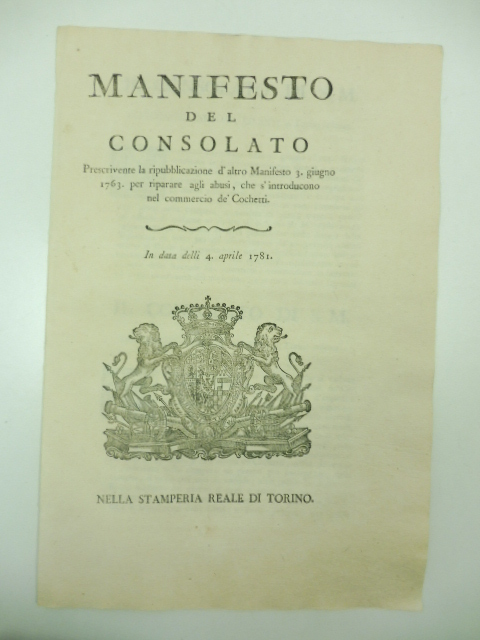 MANIFESTO
DEL
CONSOLATO
Prescrivente la ripubblicazione d'altro Manifesto 3. giugno
1763. per riparare agli abusi, che s'introducono
nel commercio de' Cochetti.
In data delli 4. aprile 1781.
NELLA STAMPERIA REALE DI TORINO.